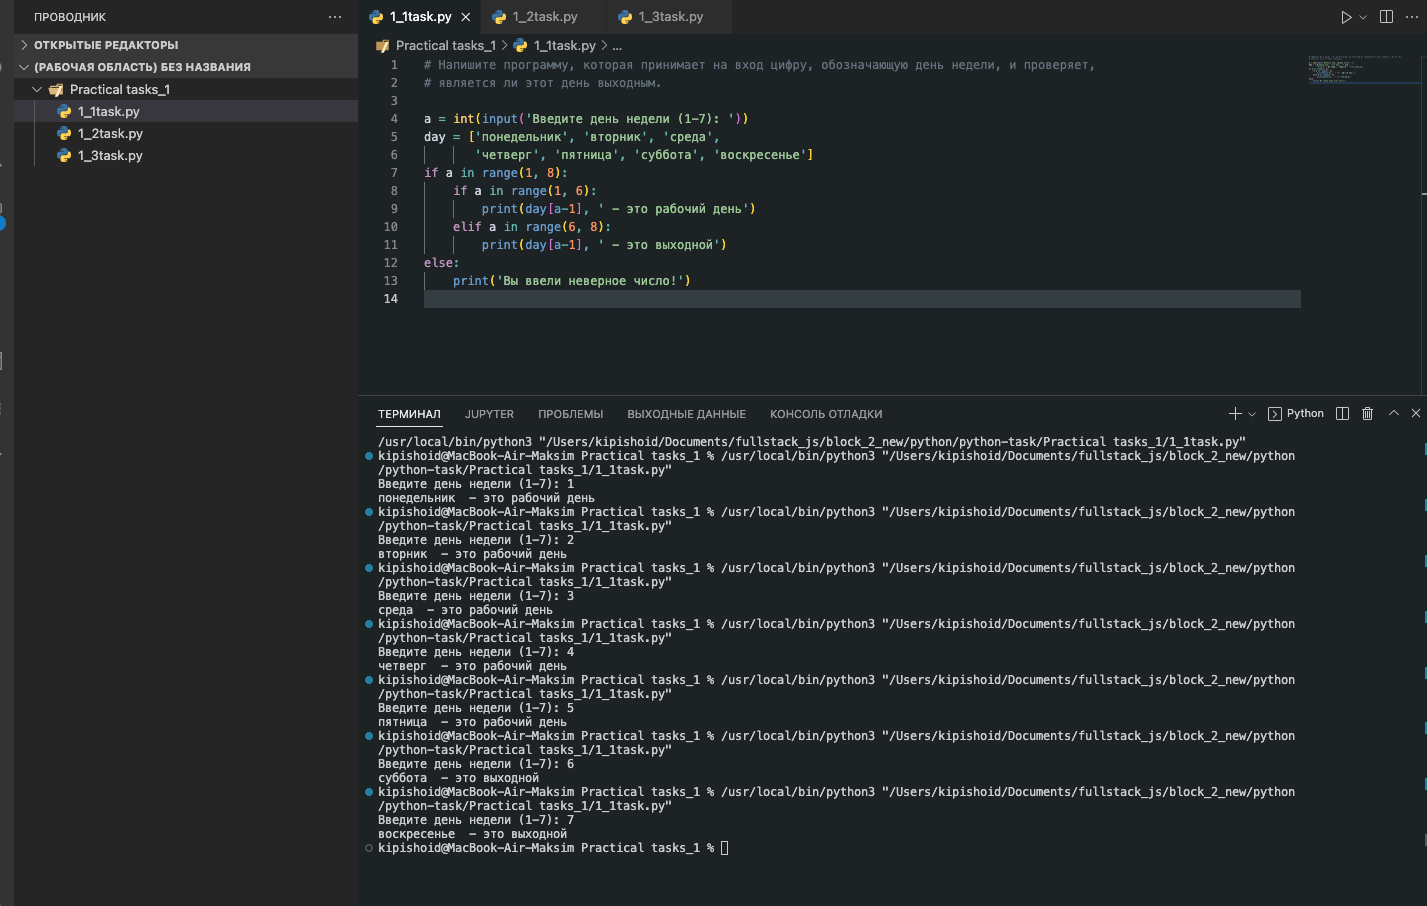 ПРОВОДНИК
ОТКРЫТЫЕ РЕДАКТОРЫ
(РАБОЧАЯ ОБЛАСТЬ) БЕЗ НАЗВАНИЯ
Practical tasks_1
1_1task.py
1_2task.py
1_3task.py
1_1task.py 1_2task.py 1_3task.py
Practical tasks_1 > 1_1task.py > ...
1 # Напишите программу, которая принимает на вход цифру, обозначающую день недели, и проверяет,
2 # является ли этот день выходным.
3
4 a = int(input('Введите день недели (1-7): '))
5 day = ['понедельник', 'вторник', 'среда',
6 'четверг', 'пятница', 'суббота', 'воскресенье']
7 if a in range(1, 8):
8 if a in range(1, 6):
9 print(day[a-1], ' - это рабочий день')
10 elif a in range(6, 8):
11 print(day[a-1], ' - это выходной')
12 else:
13 print('Вы ввели неверное число!')
14
ТЕРМИНАЛ JUPYTER ПРОБЛЕМЫ ВЫХОДНЫЕ ДАННЫЕ КОНСОЛЬ ОТЛАДКИ Python
/usr/local/bin/python3 "/Users/kipishoid/Documents/fullstack_js/block_2_new/python/python-task/Practical tasks_1/1_1task.py"
kipishoid@MacBook-Air-Maksim Practical tasks_1 % /usr/local/bin/python3 "/Users/kipishoid/Documents/fullstack_js/block_2_new/python
/python-task/Practical tasks_1/1_1task.py"
Введите день недели (1-7): 1
понедельник  - это рабочий день
kipishoid@MacBook-Air-Maksim Practical tasks_1 % /usr/local/bin/python3 "/Users/kipishoid/Documents/fullstack_js/block_2_new/python
/python-task/Practical tasks_1/1_1task.py"
Введите день недели (1-7): 2
вторник  - это рабочий день
kipishoid@MacBook-Air-Maksim Practical tasks_1 % /usr/local/bin/python3 "/Users/kipishoid/Documents/fullstack_js/block_2_new/python
/python-task/Practical tasks_1/1_1task.py"
Введите день недели (1-7): 3
среда  - это рабочий день
kipishoid@MacBook-Air-Maksim Practical tasks_1 % /usr/local/bin/python3 "/Users/kipishoid/Documents/fullstack_js/block_2_new/python
/python-task/Practical tasks_1/1_1task.py"
Введите день недели (1-7): 4
четверг  - это рабочий день
kipishoid@MacBook-Air-Maksim Practical tasks_1 % /usr/local/bin/python3 "/Users/kipishoid/Documents/fullstack_js/block_2_new/python
/python-task/Practical tasks_1/1_1task.py"
Введите день недели (1-7): 5
пятница  - это рабочий день
kipishoid@MacBook-Air-Maksim Practical tasks_1 % /usr/local/bin/python3 "/Users/kipishoid/Documents/fullstack_js/block_2_new/python
/python-task/Practical tasks_1/1_1task.py"
Введите день недели (1-7): 6
суббота  - это выходной
kipishoid@MacBook-Air-Maksim Practical tasks_1 % /usr/local/bin/python3 "/Users/kipishoid/Documents/fullstack_js/block_2_new/python
/python-task/Practical tasks_1/1_1task.py"
Введите день недели (1-7): 7
воскресенье  - это выходной
kipishoid@MacBook-Air-Maksim Practical tasks_1 %